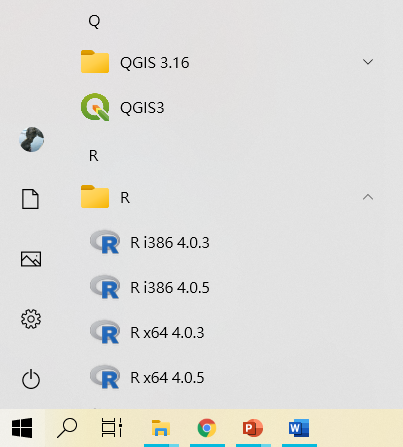 Q
QGIS 3.16
QGIS3
R
R
R i386 4.0.3
R i386 4.0.5
R x64 4.0.3
R x64 4.0.5